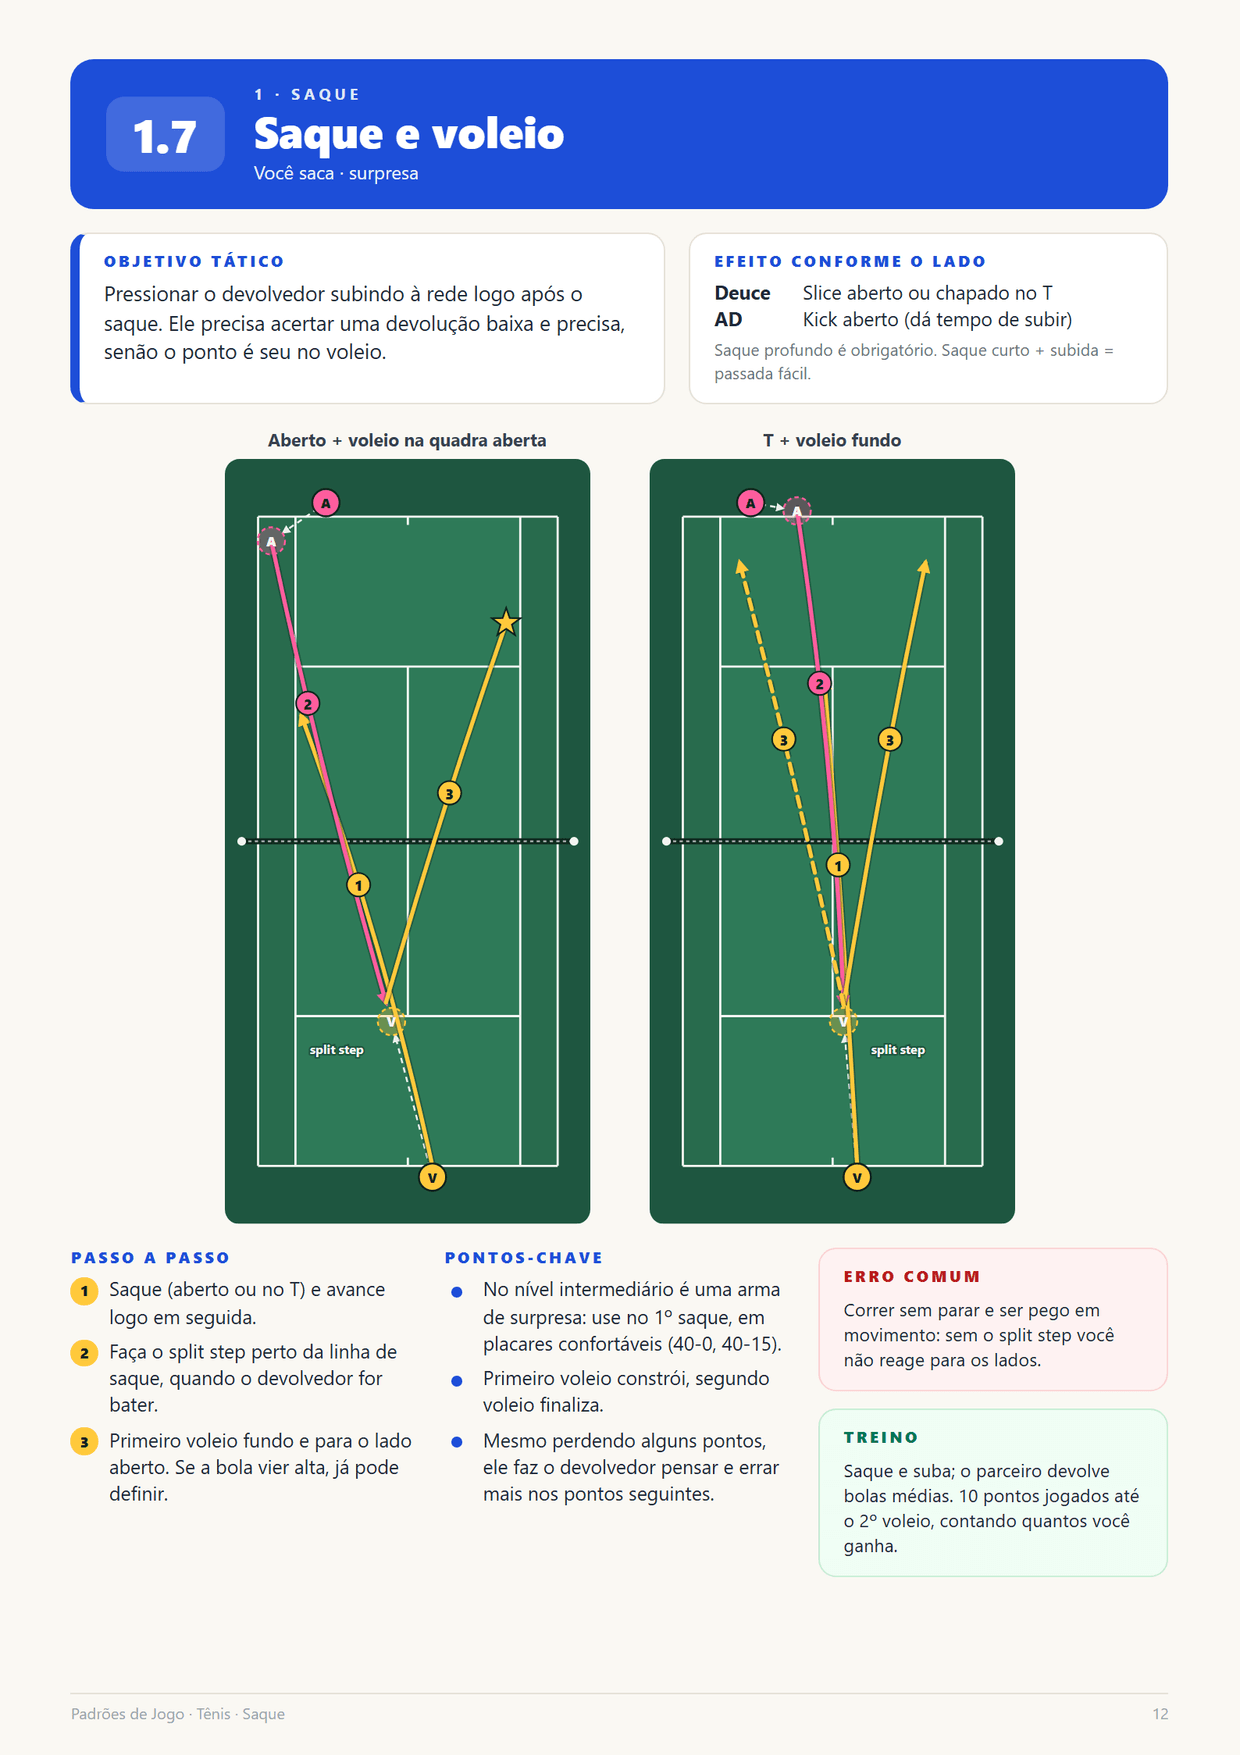 1.7
1 · SAQUE
Saque e voleio
Você saca · surpresa
OBJETIVO TÁTICO
Pressionar o devolvedor subindo à rede logo após o
saque. Ele precisa acertar uma devolução baixa e precisa,
senão o ponto é seu no voleio.
EFEITO CONFORME O LADO
Deuce Slice aberto ou chapado no T
AD Kick aberto (dá tempo de subir)
Saque profundo é obrigatório. Saque curto + subida =
passada fácil.
Aberto + voleio na quadra aberta
A
A
2
3
1
V
split step
V
T + voleio fundo
A
A
2
3
3
1
V
split step
V
PASSO A PASSO
1 Saque (aberto ou no T) e avance
logo em seguida.
2 Faça o split step perto da linha de
saque, quando o devolvedor for
bater.
3 Primeiro voleio fundo e para o lado
aberto. Se a bola vier alta, já pode
definir.
PONTOS-CHAVE
No nível intermediário é uma arma
de surpresa: use no 1º saque, em
placares confortáveis (40-0, 40-15).
Primeiro voleio constrói, segundo
voleio finaliza.
Mesmo perdendo alguns pontos,
ele faz o devolvedor pensar e errar
mais nos pontos seguintes.
ERRO COMUM
Correr sem parar e ser pego em
movimento: sem o split step você
não reage para os lados.
TREINO
Saque e suba; o parceiro devolve
bolas médias. 10 pontos jogados até
o 2º voleio, contando quantos você
ganha.
Padrões de Jogo · Tênis · Saque
12